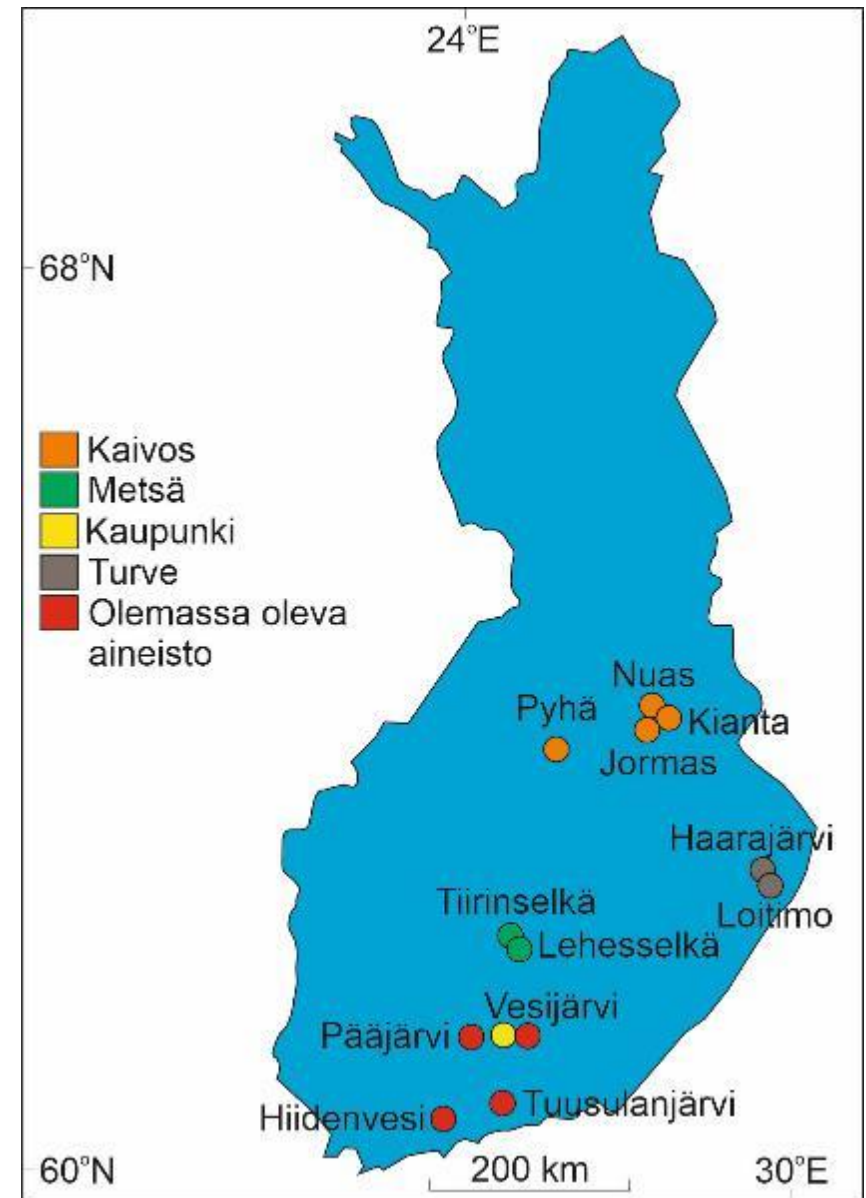 24°E
68°N
Kaivos
Metsä
Kaupunki
Turve
Olemassa oleva
aineisto
Nuas
Pyhä
Kianta
Jormas
Haarajärvi
Loitimo
Tiirinselkä
Lehesselkä
Vesijärvi
Pääjärvi
Tuusulanjärvi
Hiidenvesi
60°N
200 km
30°E